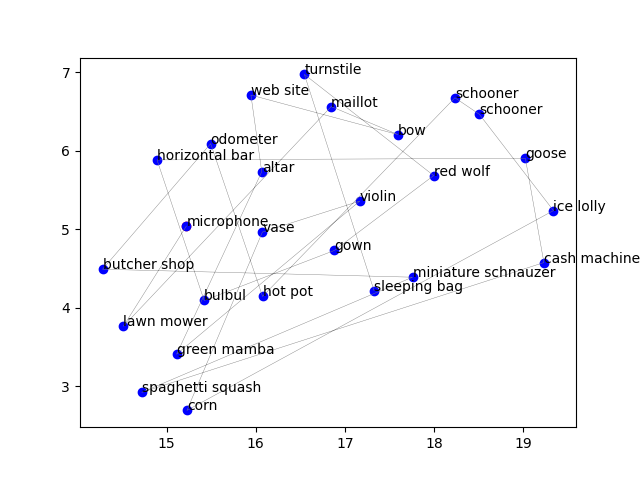 7
turnstile
web site
maillot
schooner
schooner
bow
odometer
6
horizontal bar
goose
altar
red wolf
violin
ice lolly
microphone
vase
5
gown
butcher shop
cash machine
miniature schnauzer
sleeping bag
bulbul
hot pot
4
lawn mower
green mamba
3
spaghetti squash
corn
15 16 17 18 19